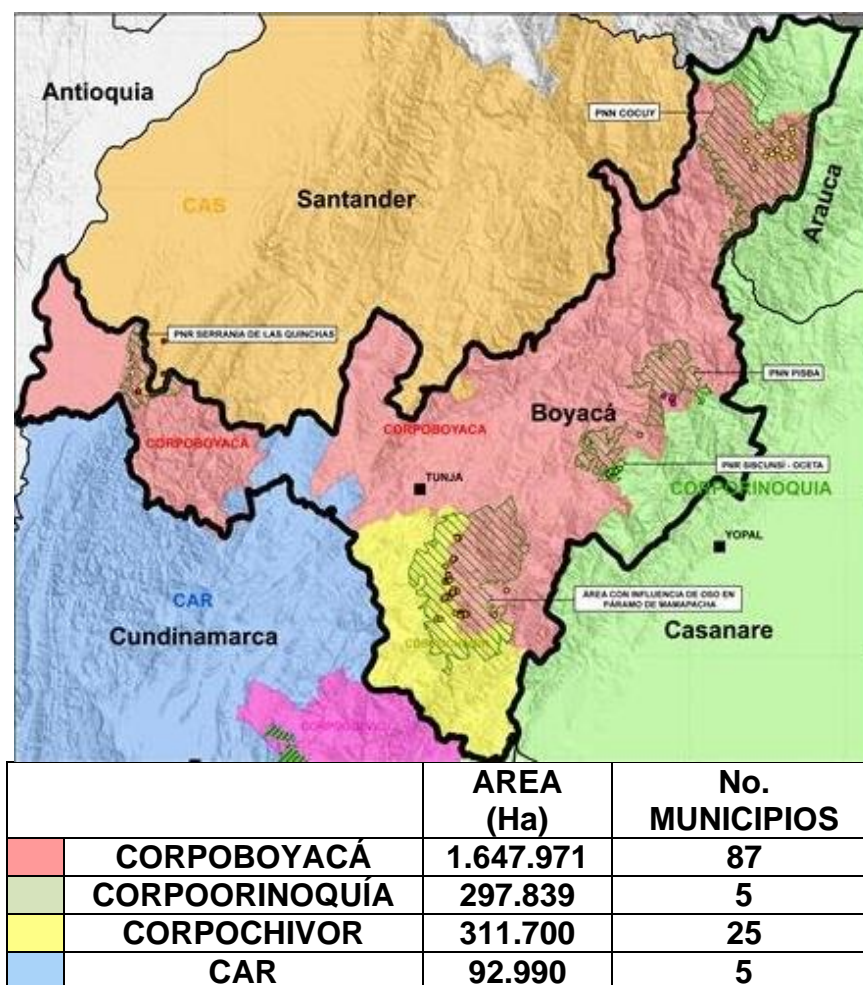 Antioquia
PNN COCUY
CAS
Santander
Arauca
PNR SERRANIA DE LAS QUINCHAS
PNN PISBA
Boyacá
CORPOBOYACÁ
CORPOBOYACA
PNR SISCUNSÍ - OCETA
TUNJA
CORPORINOQUIA
YOPAL
CAR
AREA CON INFLUENCIA DE OSO EN
PÁRAMO DE MAMAPACHA
Cundinamarca
Casanare
AREA
(Ha)
No.
MUNICIPIOS
CORPOBOYACÁ 1.647.971 87
CORPOORINOQUÍA 297.839 5
CORPOCHIVOR 311.700 25
CAR 92.990 5